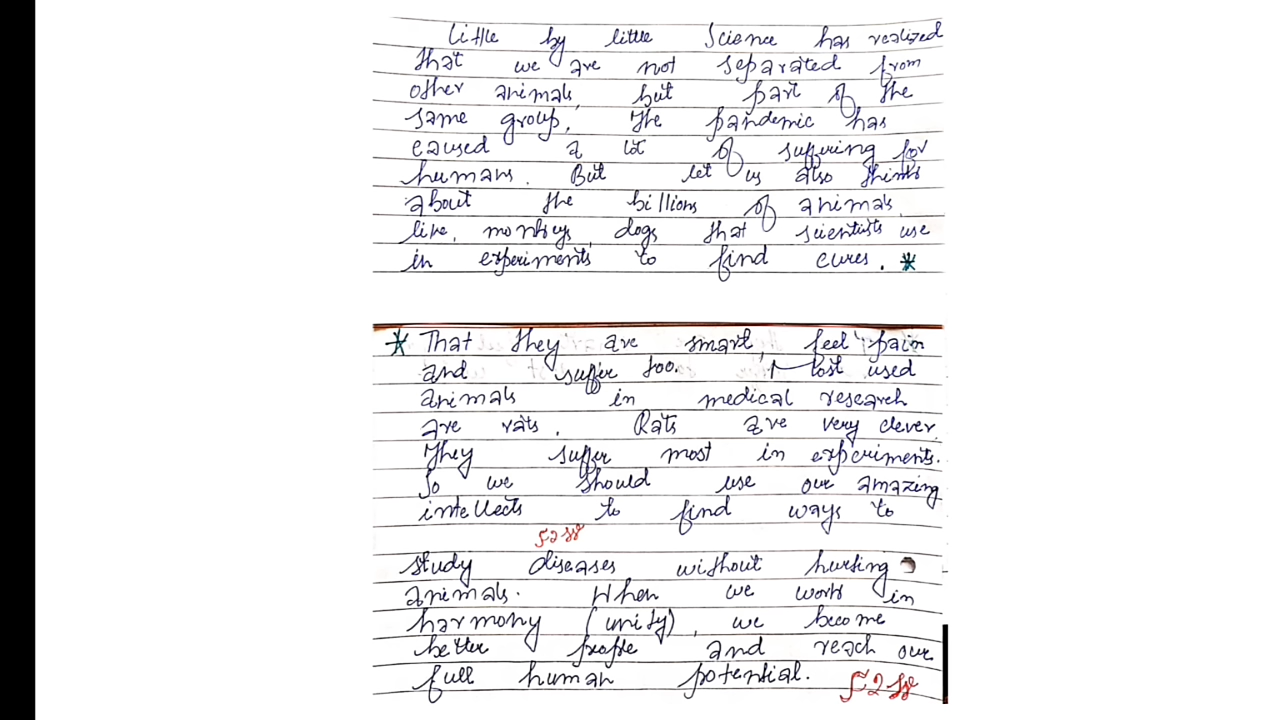 Little by little Science has realized
that we are not separated from
other animals, but part of the
same group. The pandemic has
caused a lot of suffring for
humans. But let us also think
about the billions of animals,
like, monkeys, dogs that scientists use
in experiments to find cures. *
* That they are smart, feel pain
and suffer too. Most used
animals in medical research
are rats. Rats are very clever.
They suffer most in experiments.
So we should use our amazing
intellects to find ways to
study diseases without hurting
animals. When we work in
harmony (unity), we become
better people and reach our
full human potential.